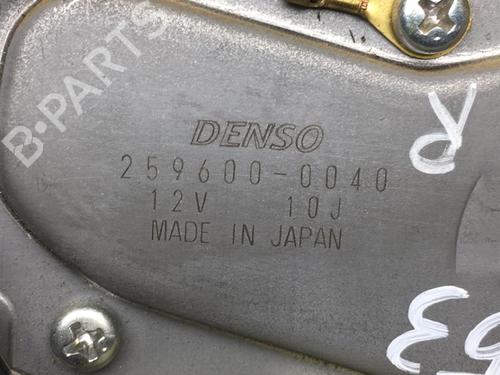 B-PARTS
DENSO
259600-0040
12V 10J
MADE IN JAPAN
R